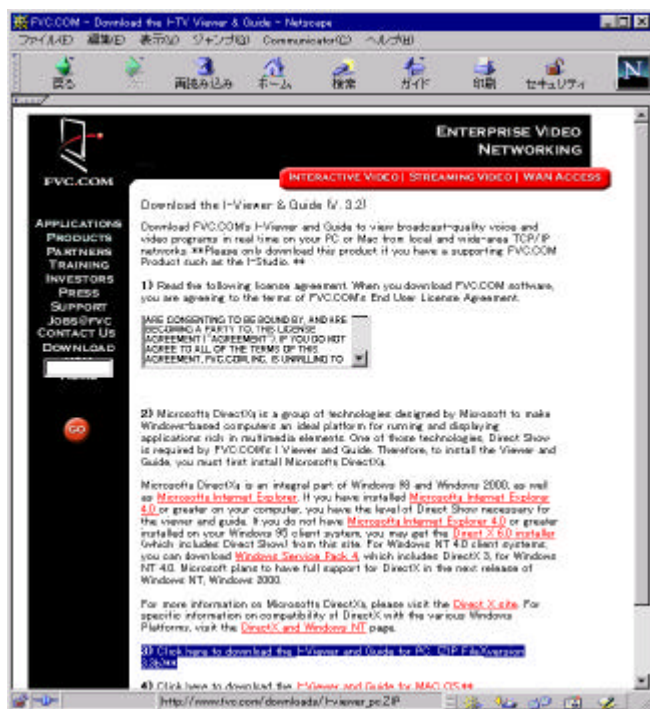 FVC.COM - Download the I-TV Viewer & Guide - Netscape
ファイル(F) 編集(E) 表示(V) ジャンプ(G) Communicator(C) ヘルプ(H)
戻る 再読み込み ホーム 検索 ガイド 印刷 セキュリティ
N
ENTERPRISE VIDEO
NETWORKING
FVC.COM
INTERACTIVE VIDEO | STREAMING VIDEO | WAN ACCESS
APPLICATIONS
PRODUCTS
PARTNERS
TRAINING
INVESTORS
PRESS
SUPPORT
JOBS@FVC
CONTACT US
DOWNLOAD
GO
Download the I-Viewer & Guide (V. 3.2)
Download FVC.COM's I-Viewer and Guide to view broadcast-quality voice and
video programs in real time on your PC or Mac from local and wide-area TCP/IP
networks. **Please only download this product if you have a supporting FVC.COM
Product such as the I-Studio. **
1) Read the following license agreement. When you download FVC.COM software,
you are agreeing to the terms of FVC.COM's End User License Agreement.
ARE CONSENTING TO BE BOUND BY, AND ARE
BECOMING A PARTY TO, THIS LICENSE
AGREEMENT ("AGREEMENT"). IF YOU DO NOT
AGREE TO ALL OF THE TERMS OF THIS
AGREEMENT, FVC.COM, INC. IS UNWILLING TO
2) Microsofts DirectXs is a group of technologies designed by Microsoft to make
Windows-based computers an ideal platform for running and displaying
applications rich in multimedia elements. One of those technologies, Direct Show
is required by FVC.COM's I Viewer and Guide. Therefore, to install the Viewer and
Guide, you must first install Microsofts DirectXs.
Microsofts DirectXs is an integral part of Windows 98 and Windows 2000, as well
as Microsofts Internet Explorer. If you have installed Microsofts Internet Explorer
4.0 or greater on your computer, you have the level of Direct Show necessary for
the viewer and guide. If you do not have Microsofts Internet Explorer 4.0 or greater
installed on your Windows 95 client system, you may get the Direct X 6.0 installer
(which includes Direct Show) from this site. For Windows NT 4.0 client systems,
you can download Windows Service Pack 4, which includes DirectX 3, for Windows
NT 4.0. Microsoft plans to have full support for DirectX in the next release of
Windows NT, Windows 2000.
For more information on Microsofts DirectXs, please visit the Direct X site. For
specific information on compatibility of DirectX with the various Windows
Platforms, visit the DirectX and Windows NT page.
3) Click here to download the I-Viewer and Guide for PC. (ZIP File)(version
4) Click here to download the I-Viewer and Guide for MAC OS**
http://www.fvc.com/downloads/I-viewer_pc.ZIP